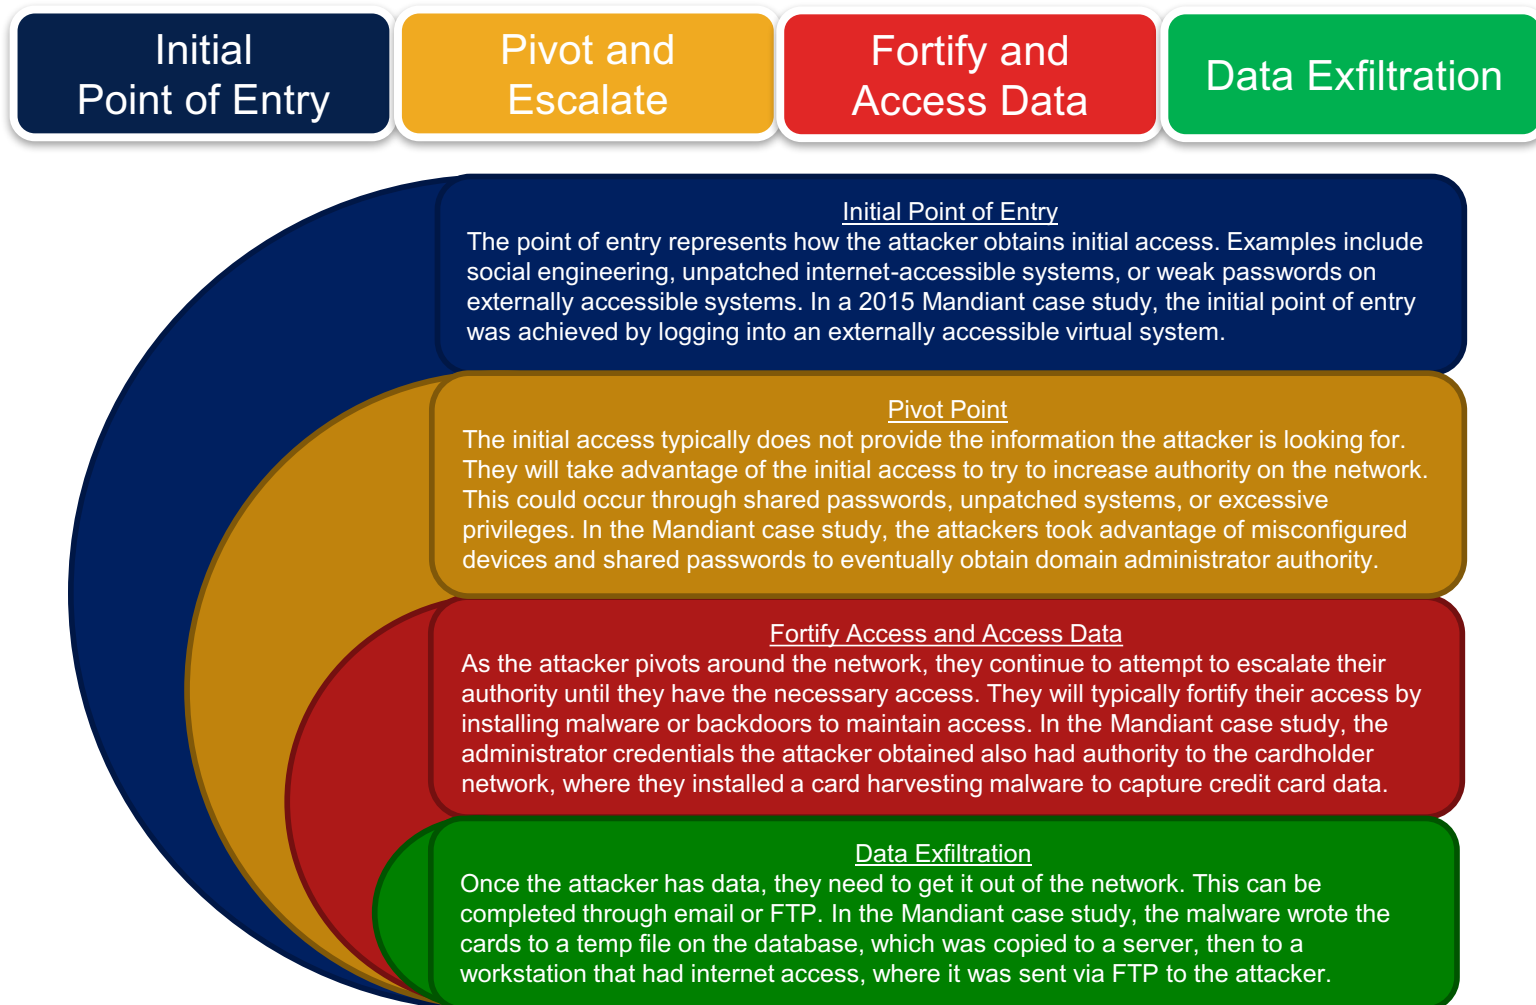 Initial
Point of Entry
Pivot and
Escalate
Fortify and
Access Data
Data Exfiltration
Initial Point of Entry
The point of entry represents how the attacker obtains initial access. Examples include
social engineering, unpatched internet-accessible systems, or weak passwords on
externally accessible systems. In a 2015 Mandiant case study, the initial point of entry
was achieved by logging into an externally accessible virtual system.
Pivot Point
The initial access typically does not provide the information the attacker is looking for.
They will take advantage of the initial access to try to increase authority on the network.
This could occur through shared passwords, unpatched systems, or excessive
privileges. In the Mandiant case study, the attackers took advantage of misconfigured
devices and shared passwords to eventually obtain domain administrator authority.
Fortify Access and Access Data
As the attacker pivots around the network, they continue to attempt to escalate their
authority until they have the necessary access. They will typically fortify their access by
installing malware or backdoors to maintain access. In the Mandiant case study, the
administrator credentials the attacker obtained also had authority to the cardholder
network, where they installed a card harvesting malware to capture credit card data.
Data Exfiltration
Once the attacker has data, they need to get it out of the network. This can be
completed through email or FTP. In the Mandiant case study, the malware wrote the
cards to a temp file on the database, which was copied to a server, then to a
workstation that had internet access, where it was sent via FTP to the attacker.